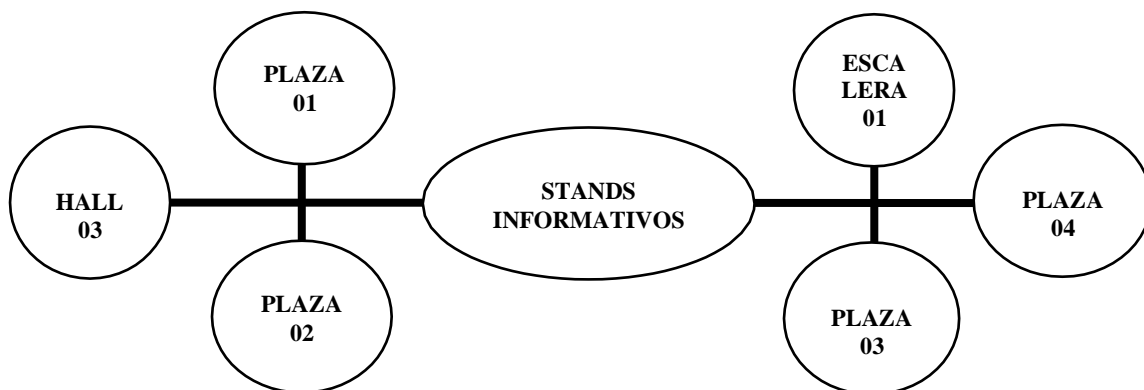 PLAZA
01
ESCA
LERA
01
HALL
03
STANDS
INFORMATIVOS
PLAZA
04
PLAZA
02
PLAZA
03